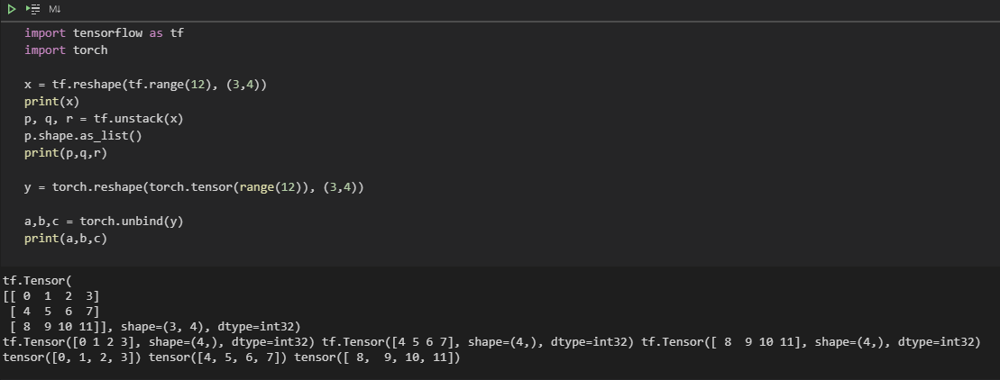 M↓
import tensorflow as tf
import torch
x = tf.reshape(tf.range(12), (3,4))
print(x)
p, q, r = tf.unstack(x)
p.shape.as_list()
print(p,q,r)
y = torch.reshape(torch.tensor(range(12)), (3,4))
a,b,c = torch.unbind(y)
print(a,b,c)
tf.Tensor(
[[ 0  1  2  3]
 [ 4  5  6  7]
 [ 8  9 10 11]], shape=(3, 4), dtype=int32)
tf.Tensor([0 1 2 3], shape=(4,), dtype=int32) tf.Tensor([4 5 6 7], shape=(4,), dtype=int32) tf.Tensor([ 8  9 10 11], shape=(4,), dtype=int32)
tensor([0, 1, 2, 3]) tensor([4, 5, 6, 7]) tensor([ 8,  9, 10, 11])